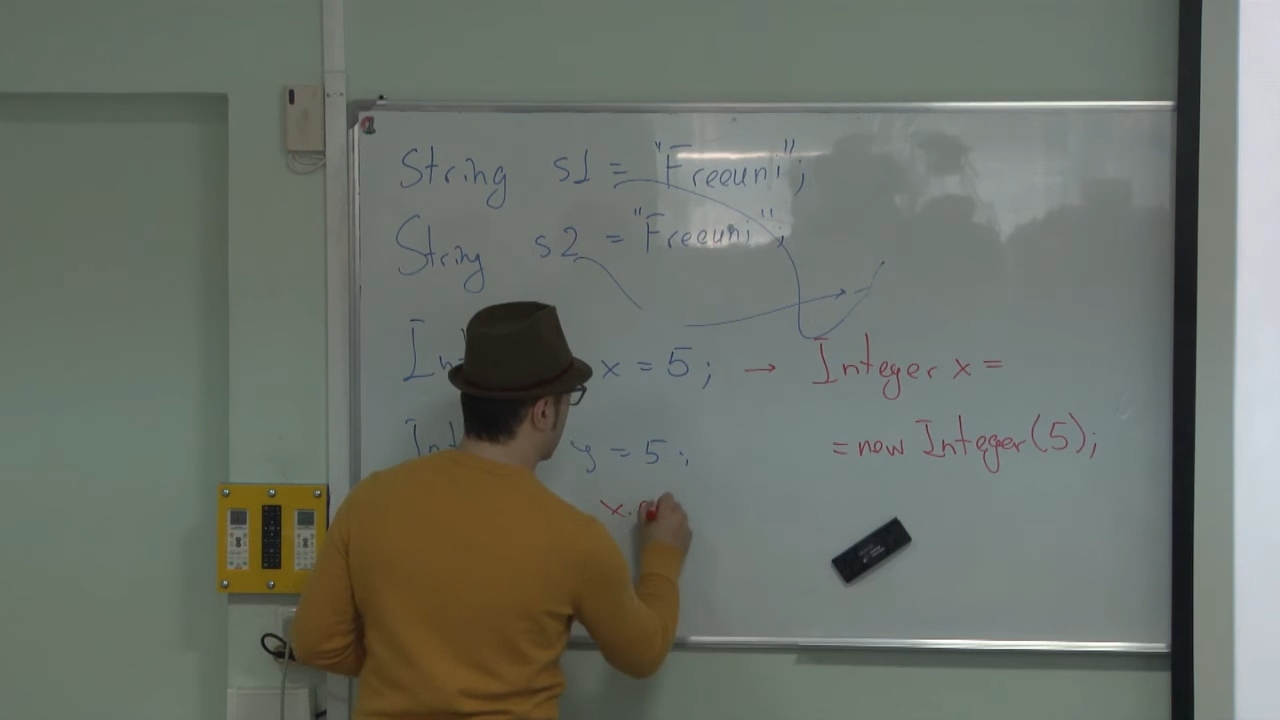 String s1 = "Freeuni";
String s2 = "Freeuni";
x = 5; → Integer x =
y = 5; = new Integer(5);
x.